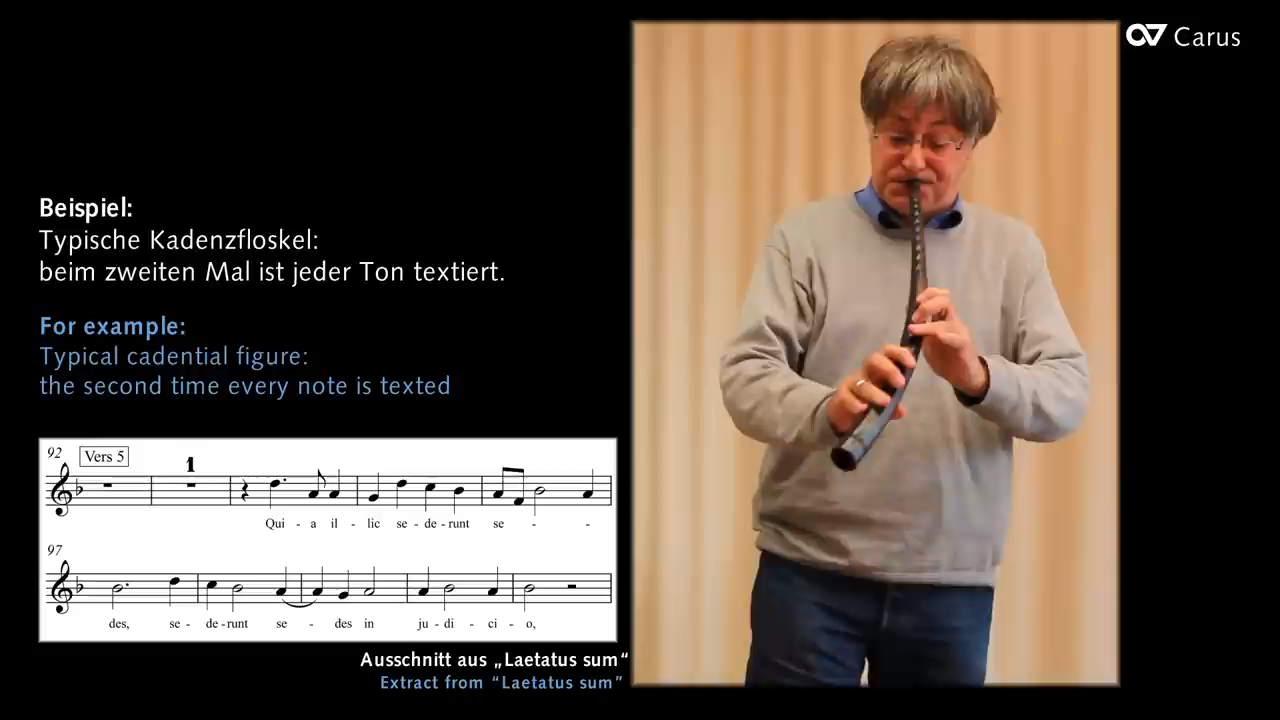 Carus
Beispiel:
Typische Kadenzfloskel:
beim zweiten Mal ist jeder Ton textiert.
For example:
Typical cadential figure:
the second time every note is texted
92 Vers 5
1
Qui - a il - lic se - de - runt se - -
97
des, se - de - runt se - des in ju - di - ci - o,
Ausschnitt aus „Laetatus sum“
Extract from “Laetatus sum”